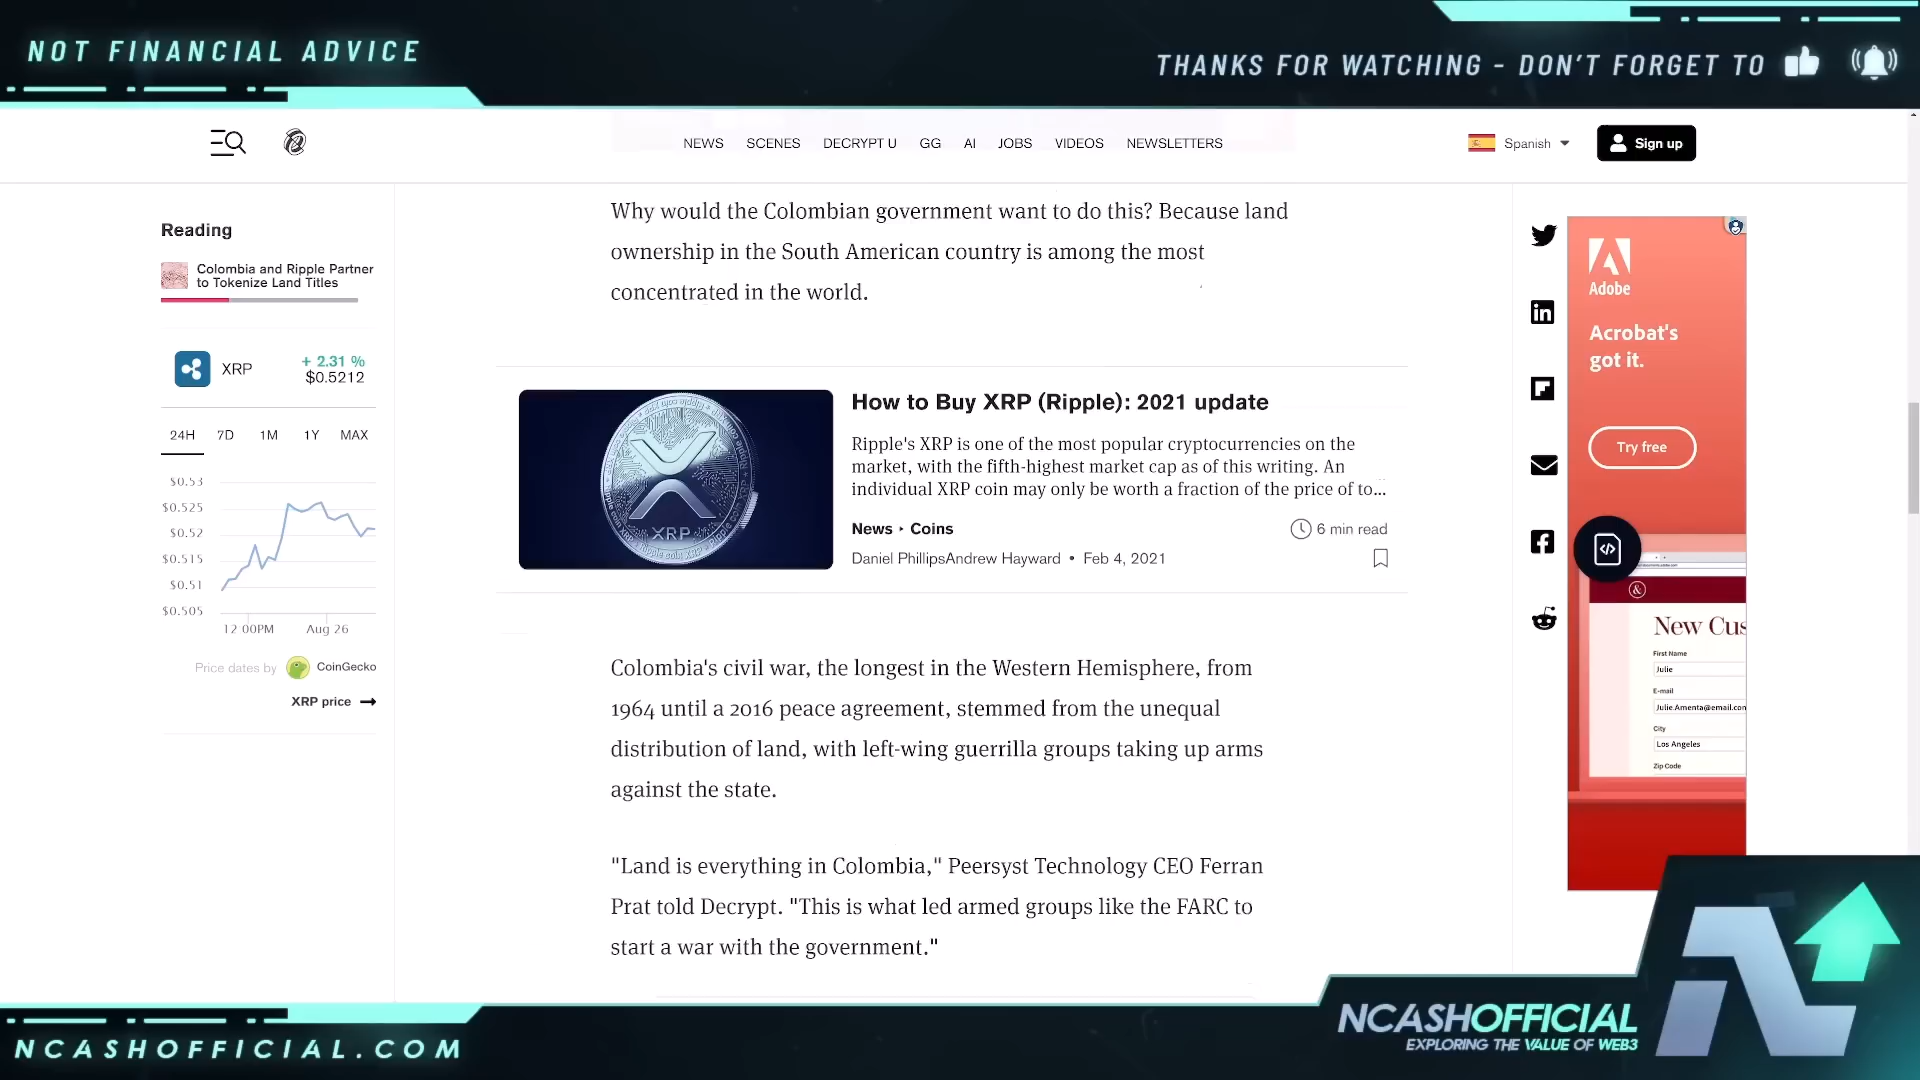 NOT FINANCIAL ADVICE
THANKS FOR WATCHING - DON'T FORGET TO
NEWS SCENES DECRYPT U GG AI JOBS VIDEOS NEWSLETTERS
Spanish
Sign up
Reading
Colombia and Ripple Partner
to Tokenize Land Titles
XRP
+ 2.31 %
$0.5212
24H 7D 1M 1Y MAX
$0.53
$0.525
$0.52
$0.515
$0.51
$0.505
12:00PM Aug 26
Price dates by CoinGecko
XRP price
Why would the Colombian government want to do this? Because land
ownership in the South American country is among the most
concentrated in the world.
XRP
How to Buy XRP (Ripple): 2021 update
Ripple's XRP is one of the most popular cryptocurrencies on the
market, with the fifth-highest market cap as of this writing. An
individual XRP coin may only be worth a fraction of the price of to...
News ‣ Coins
6 min read
Daniel PhillipsAndrew Hayward • Feb 4, 2021
Colombia's civil war, the longest in the Western Hemisphere, from
1964 until a 2016 peace agreement, stemmed from the unequal
distribution of land, with left-wing guerrilla groups taking up arms
against the state.
"Land is everything in Colombia," Peersyst Technology CEO Ferran
Prat told Decrypt. "This is what led armed groups like the FARC to
start a war with the government."
Adobe
Acrobat's
got it.
Try free
New Cus
First Name
Julie
E-mail
Julie.Amenta@email.com
City
Los Angeles
Zip Code
NCASHOFFICIAL.COM
NCASHOFFICIAL
EXPLORING THE VALUE OF WEB3